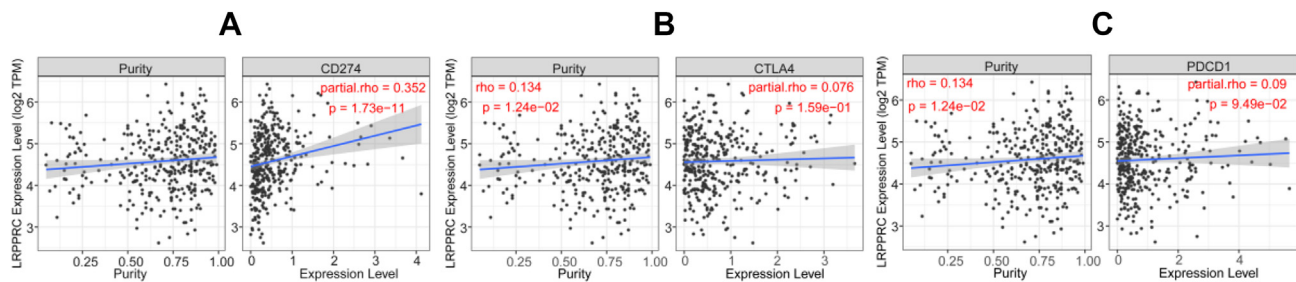 A
B
C
Purity
CD274
Purity
CTLA4
Purity
PDCD1
LRPPRC Expression Level (log2 TPM)
6
5
4
3
0.25
0.50
0.75
1.00
Purity
partial.rho = 0.352
p = 1.73e−11
6
5
4
3
0
1
2
3
4
Expression Level
LRPPRC Expression Level (log2 TPM)
rho = 0.134
p = 1.24e−02
6
5
4
3
0.25
0.50
0.75
1.00
Purity
partial.rho = 0.076
p = 1.59e−01
0
1
2
3
Expression Level
LRPPRC Expression Level (log2 TPM)
rho = 0.134
p = 1.24e−02
6
5
4
3
0.25
0.50
0.75
1.00
Purity
partial.rho = 0.09
p = 9.49e−02
0
2
4
Expression Level